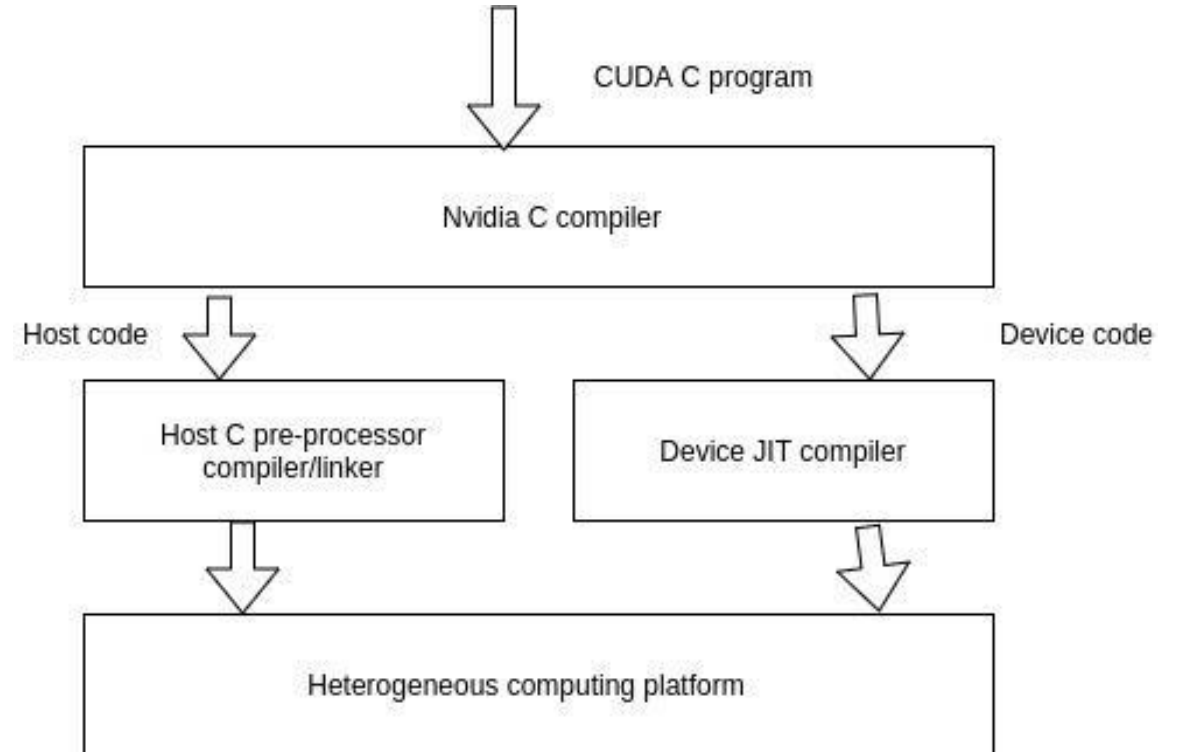 CUDA C program
Nvidia C compiler
Host code
Device code
Host C pre-processor
compiler/linker
Device JIT compiler
Heterogeneous computing platform